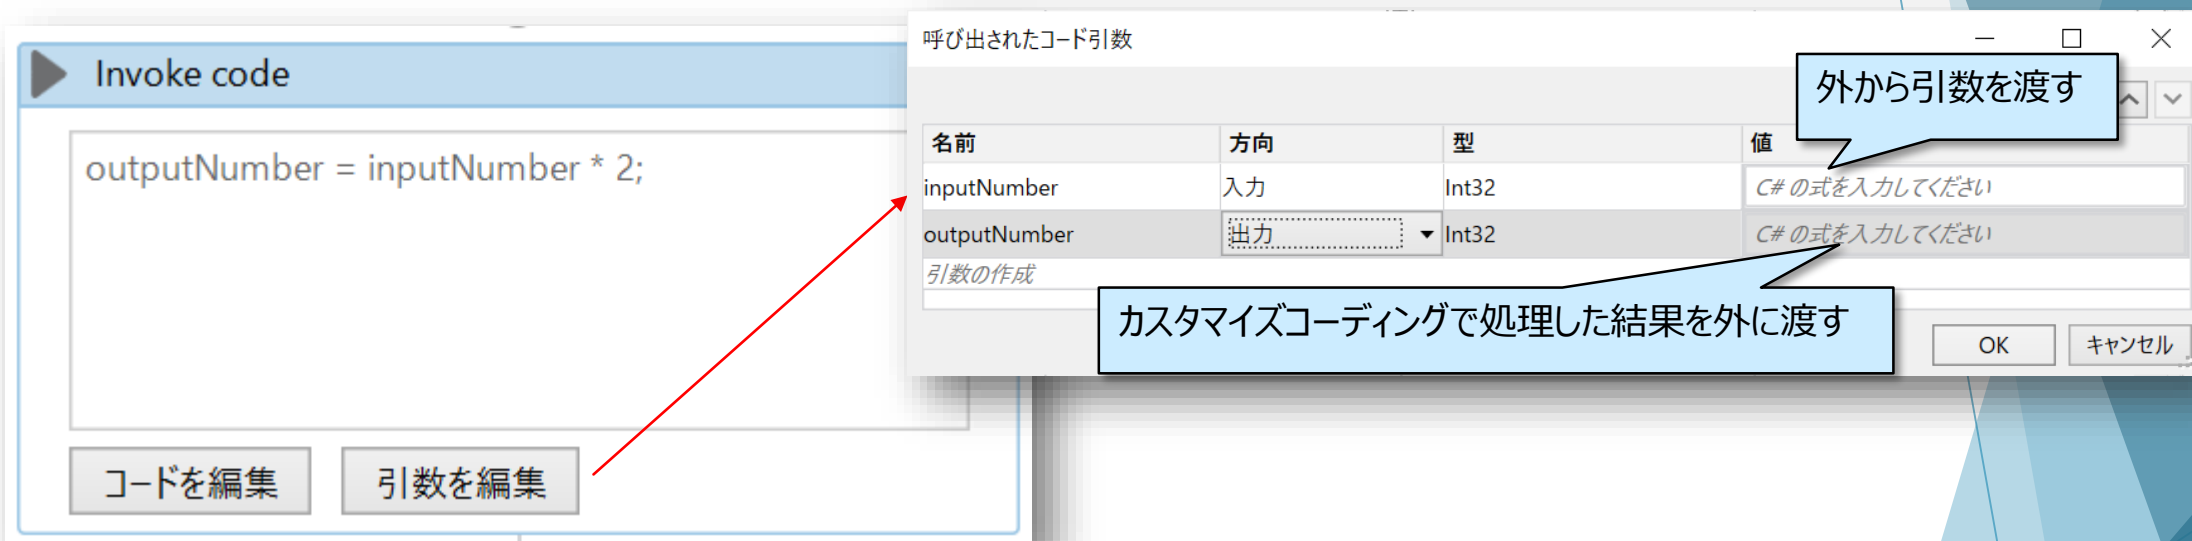 Invoke code
outputNumber = inputNumber * 2;
コードを編集
引数を編集
呼び出されたコード引数
外から引数を渡す
名前 方向 型 値
inputNumber 入力 Int32 C# の式を入力してください
outputNumber 出力 Int32 C# の式を入力してください
引数の作成
カスタマイズコーディングで処理した結果を外に渡す
OK キャンセル